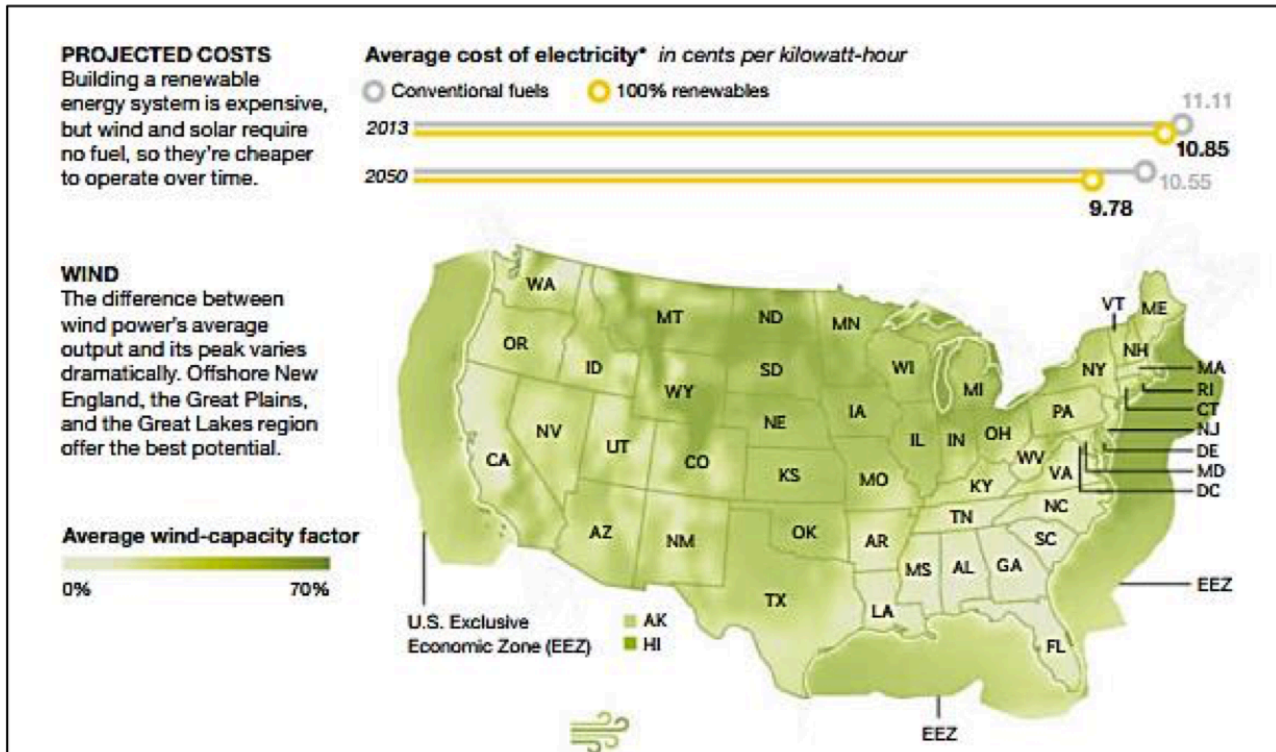 PROJECTED COSTS
Building a renewable
energy system is expensive,
but wind and solar require
no fuel, so they're cheaper
to operate over time.
Average cost of electricity* in cents per kilowatt-hour
Conventional fuels 100% renewables
11.11
2013
10.85
2050
10.55
9.78
WIND
The difference between
wind power's average
output and its peak varies
dramatically. Offshore New
England, the Great Plains,
and the Great Lakes region
offer the best potential.
Average wind-capacity factor
0% 70%
WA
MT
ND
MN
VT
ME
OR
ID
WY
SD
WI
MI
NY
NH
MA
RI
CT
NJ
DE
MD
DC
NV
UT
CO
NE
IA
IL
IN
OH
PA
WV
VA
CA
KS
MO
KY
NC
TN
AZ
NM
OK
AR
SC
MS
AL
GA
TX
LA
FL
EEZ
U.S. Exclusive
Economic Zone (EEZ)
AK
HI
EEZ